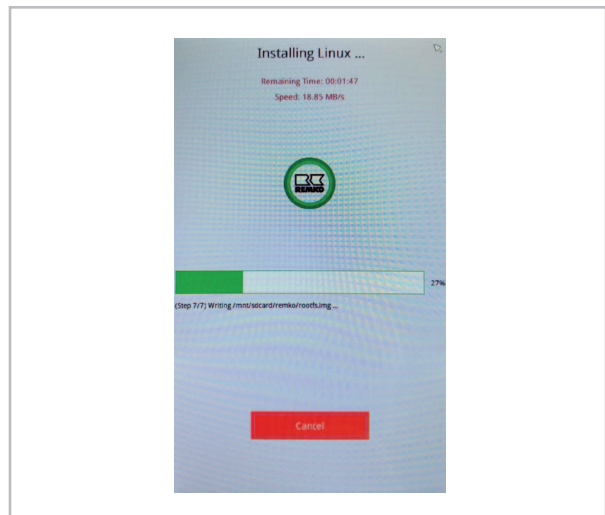 Installing Linux ...
Remaining Time: 00:01:47
Speed: 18.85 MB/s
REMKO
27%
(Step 7/7) Writing /mnt/sdcard/remko/rootfs.img ...
Cancel